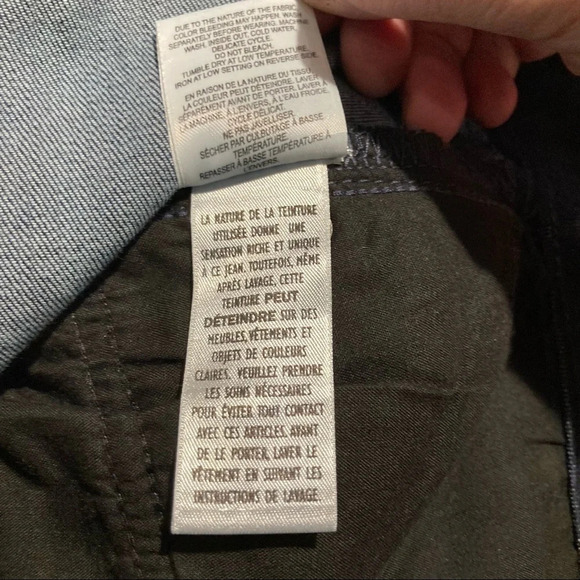 DUE TO THE NATURE OF THE FABRIC,
COLOR BLEEDING MAY HAPPEN. WASH
SEPARATELY BEFORE WEARING. MACHINE
WASH, INSIDE OUT, COLD WATER,
DELICATE CYCLE.
DO NOT BLEACH.
TUMBLE DRY AT LOW TEMPERATURE.
IRON AT LOW SETTING ON REVERSE SIDE.
EN RAISON DE LA NATURE DU TISSU,
LA COULEUR PEUT DÉTEINDRE. LAVER
SÉPARÉMENT AVANT DE PORTER. LAVER À
LA MACHINE, À L'ENVERS, À L'EAU FROIDE,
CYCLE DÉLICAT.
NE PAS JAVELLISER.
SÉCHER PAR CULBUTAGE À BASSE
TEMPÉRATURE.
REPASSER À BASSE TEMPÉRATURE À
L'ENVERS.
LA NATURE DE LA TEINTURE
UTILISÉE DONNE UNE
SENSATION RICHE ET UNIQUE
À CE JEAN. TOUTEFOIS, MÊME
APRÈS LAVAGE, CETTE
TEINTURE PEUT
DÉTEINDRE SUR DES
MEUBLES, VÊTEMENTS ET
OBJETS DE COULEURS
CLAIRES. VEUILLEZ PRENDRE
LES SOINS NÉCESSAIRES
POUR ÉVITER TOUT CONTACT
AVEC CES ARTICLES. AVANT
DE LE PORTER, LAVER LE
VÊTEMENT EN SUIVANT LES
INSTRUCTIONS DE LAVAGE.